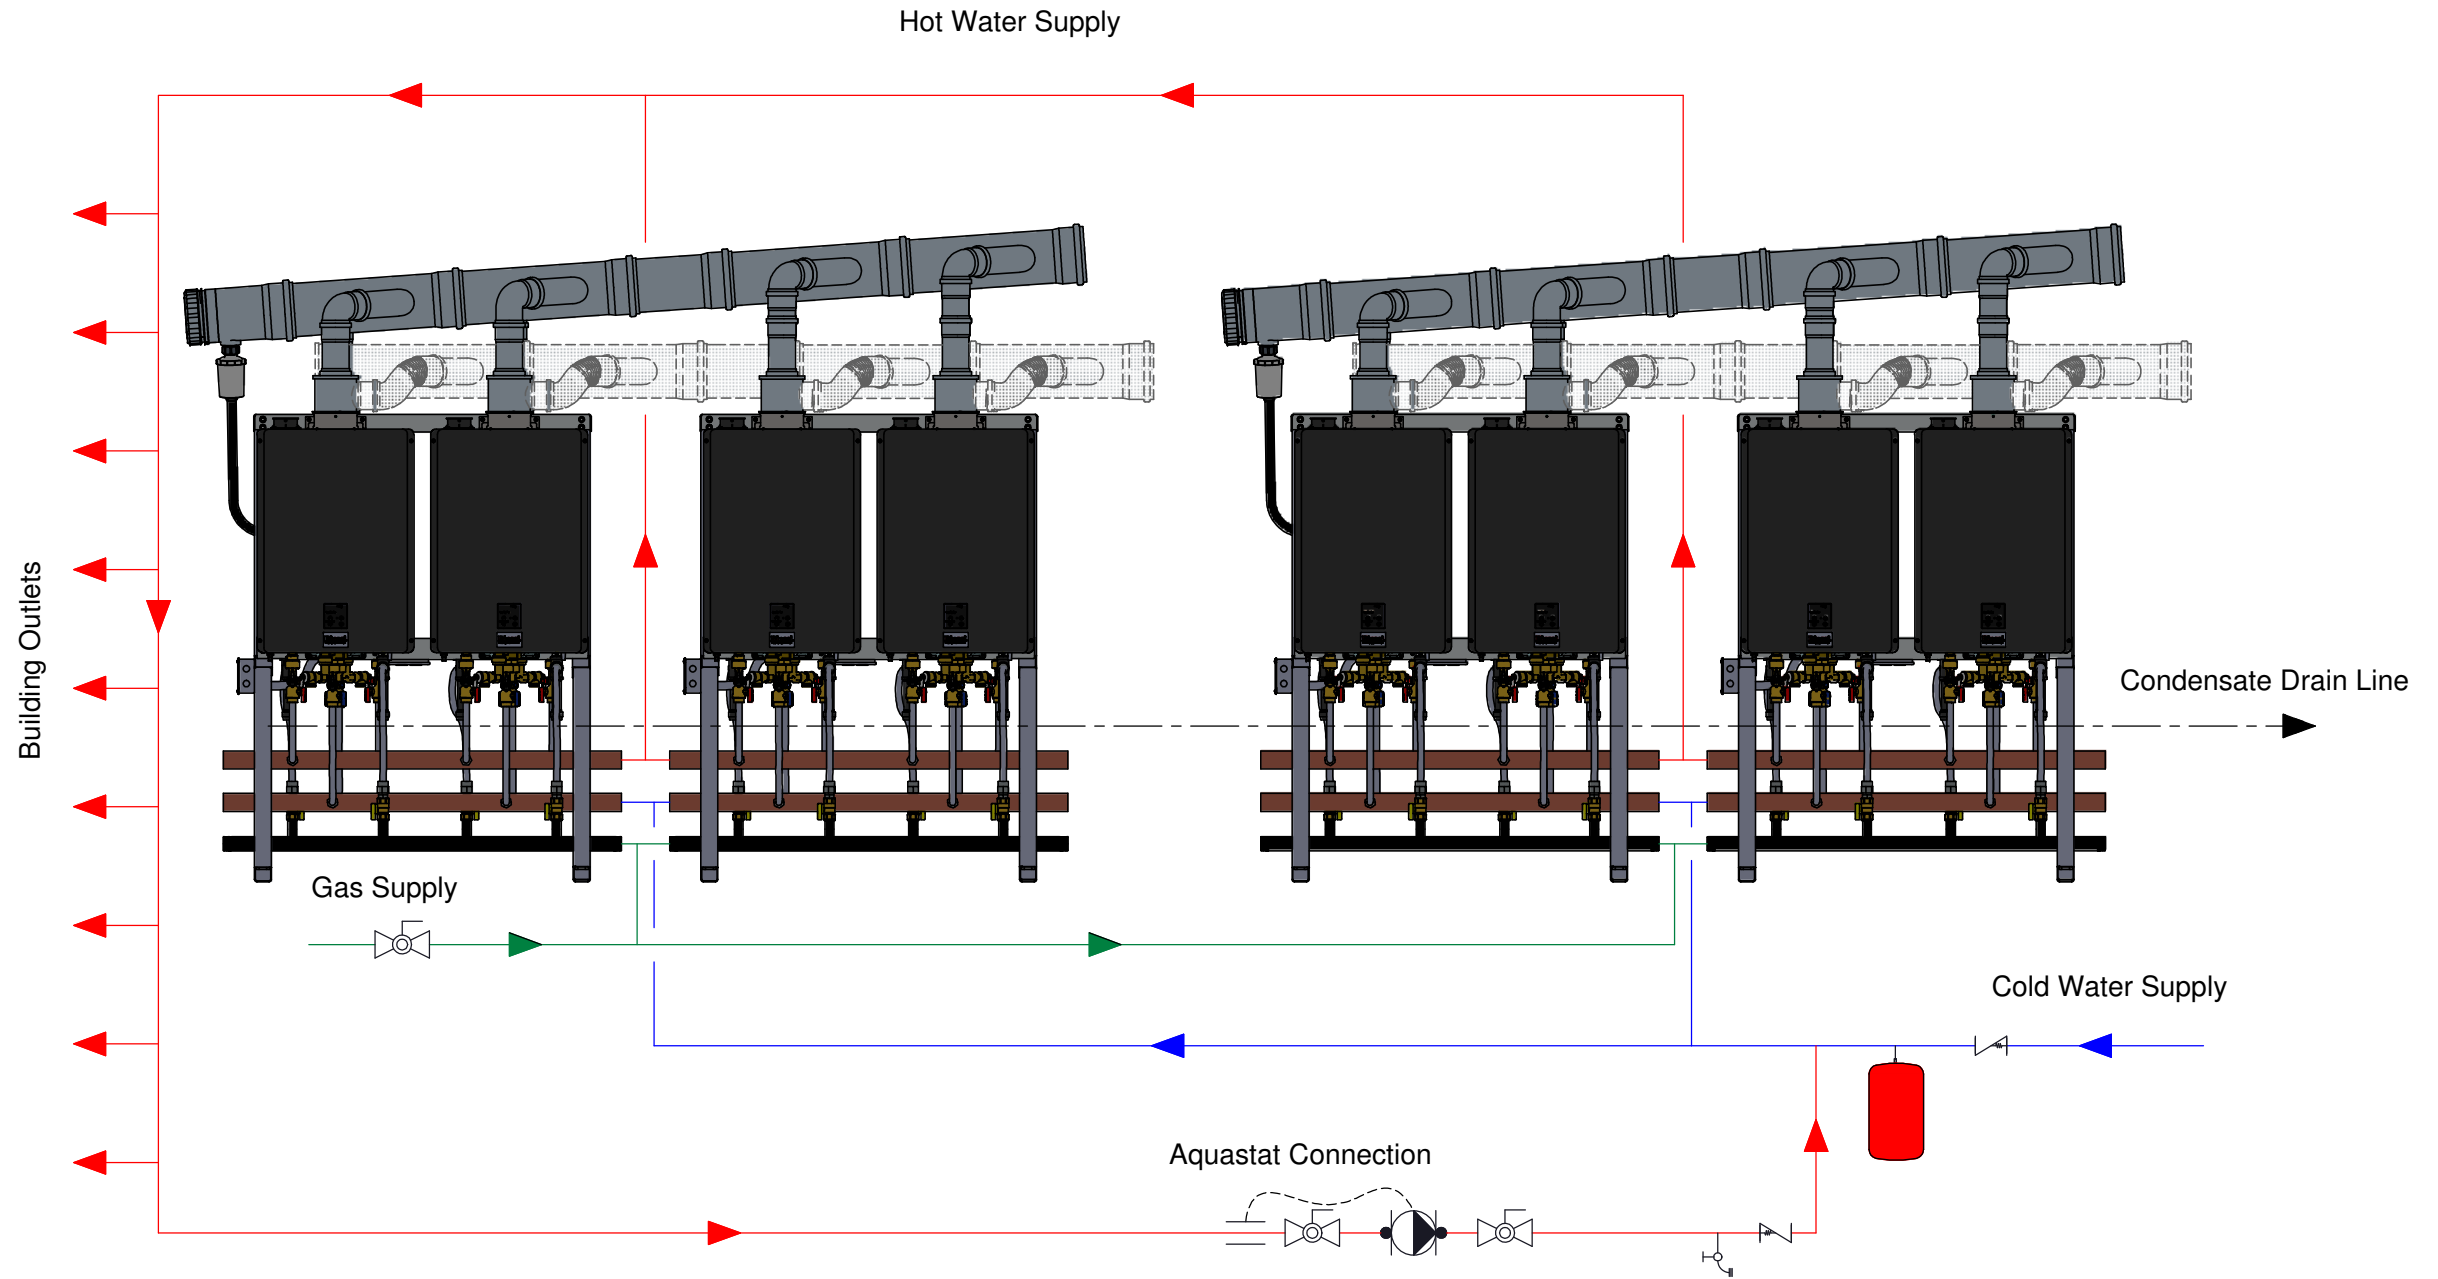 Hot Water Supply
Building Outlets
Condensate Drain Line
Gas Supply
Cold Water Supply
Aquastat Connection